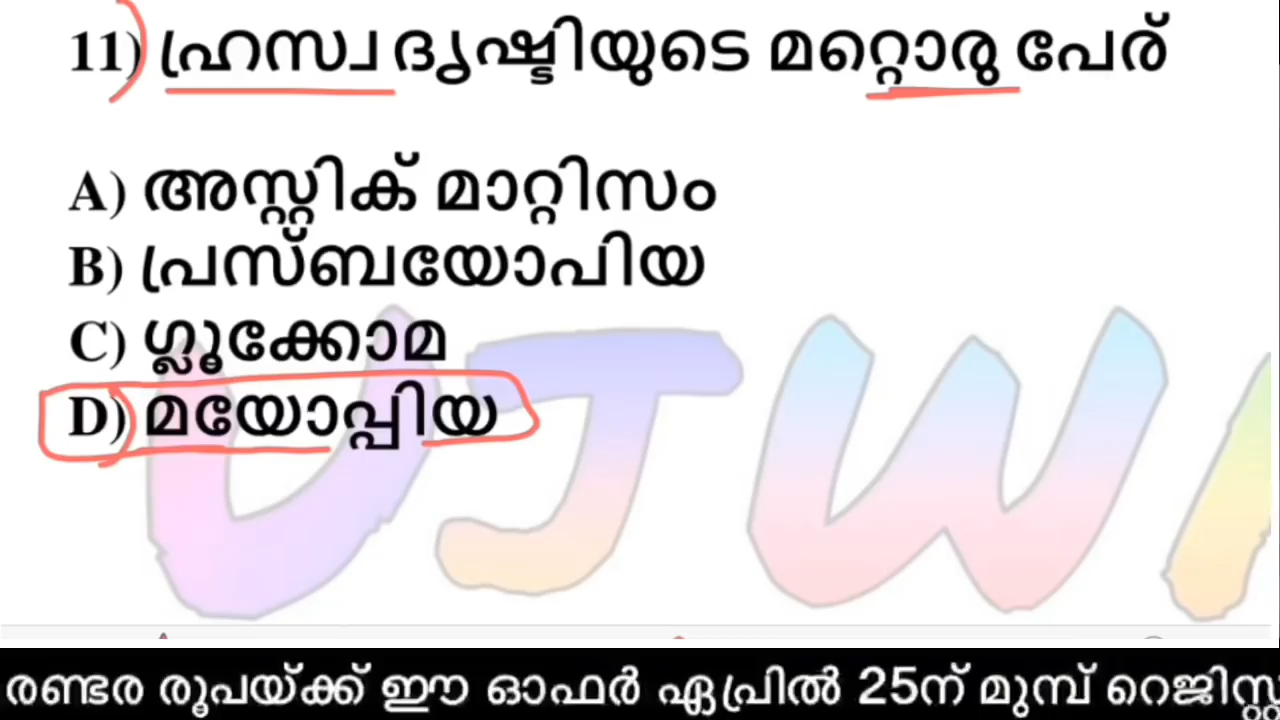 11) ഹ്രസ്വ ദൃഷ്ടിയുടെ മറ്റൊരു പേര്
A) അസ്റ്റിക് മാറ്റിസം
B) പ്രസ്ബയോപിയ
C) ഗ്ലൂക്കോമ
D) മയോപ്പിയ
രണ്ടര രൂപയ്ക്ക് ഈ ഓഫർ ഏപ്രിൽ 25ന് മുമ്പ്